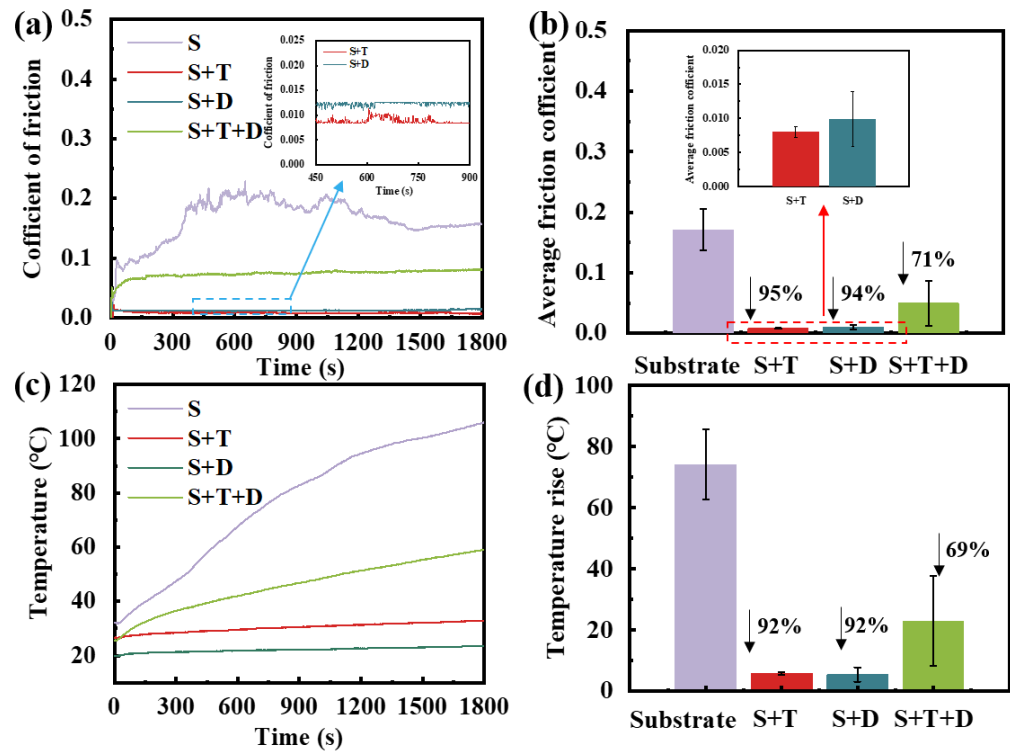 (a)
Cofficient of friction
0.5
0.4
0.3
0.2
0.1
0.0
S
S+T
S+D
S+T+D
Cofficient of friction
0.025
0.020
0.015
0.010
0.005
0.000
S+T
S+D
450 600 750 900
Time (s)
0 300 600 900 1200 1500 1800
Time (s)
(b)
Average friction cofficient
0.5
0.4
0.3
0.2
0.1
0.0
Average friction coefficient
0.020
0.015
0.010
0.005
0.000
S+T S+D
95%
94%
71%
Substrate S+T S+D S+T+D
(c)
Temperature (°C)
120
100
80
60
40
20
S
S+T
S+D
S+T+D
0 300 600 900 1200 1500 1800
Time (s)
(d)
Temperature rise (°C)
100
80
60
40
20
0
92%
92%
69%
Substrate S+T S+D S+T+D